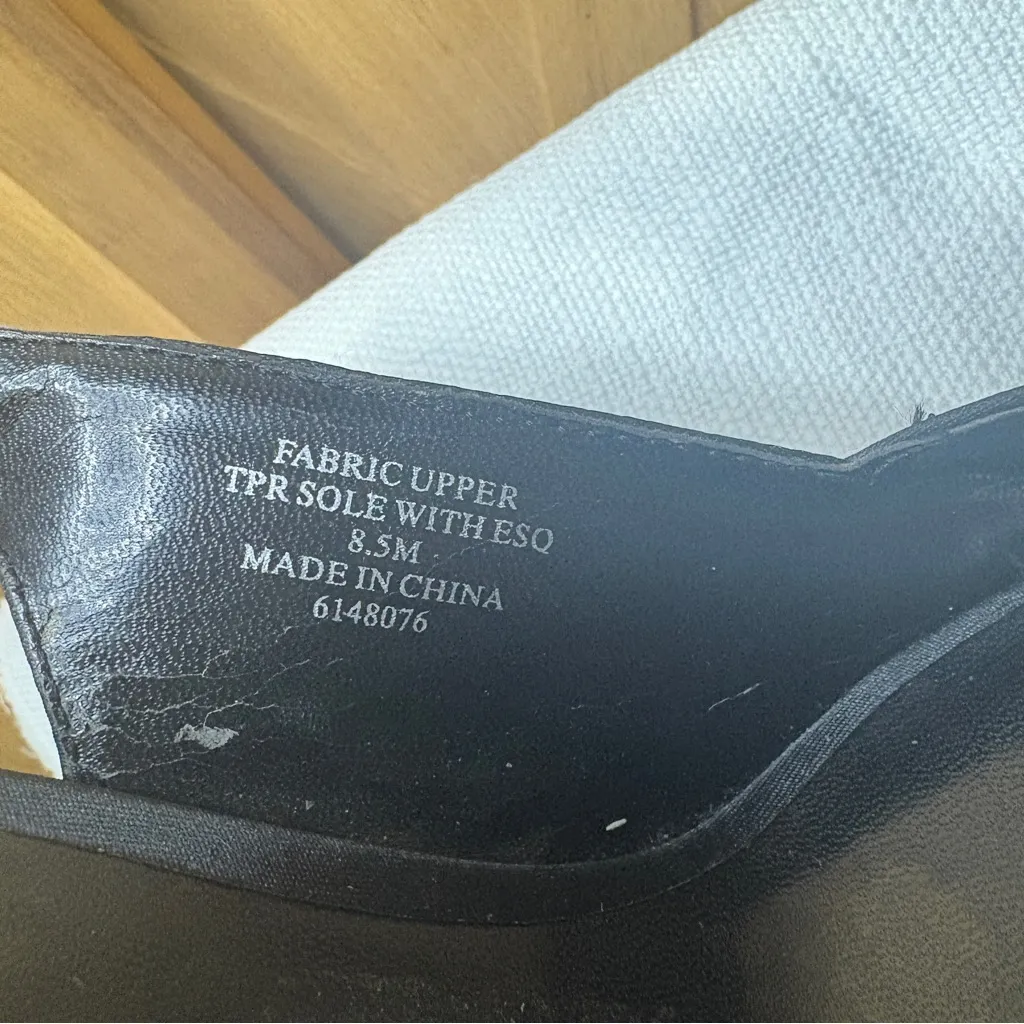 FABRIC UPPER
TPR SOLE WITH ESQ
8.5M
MADE IN CHINA
6148076